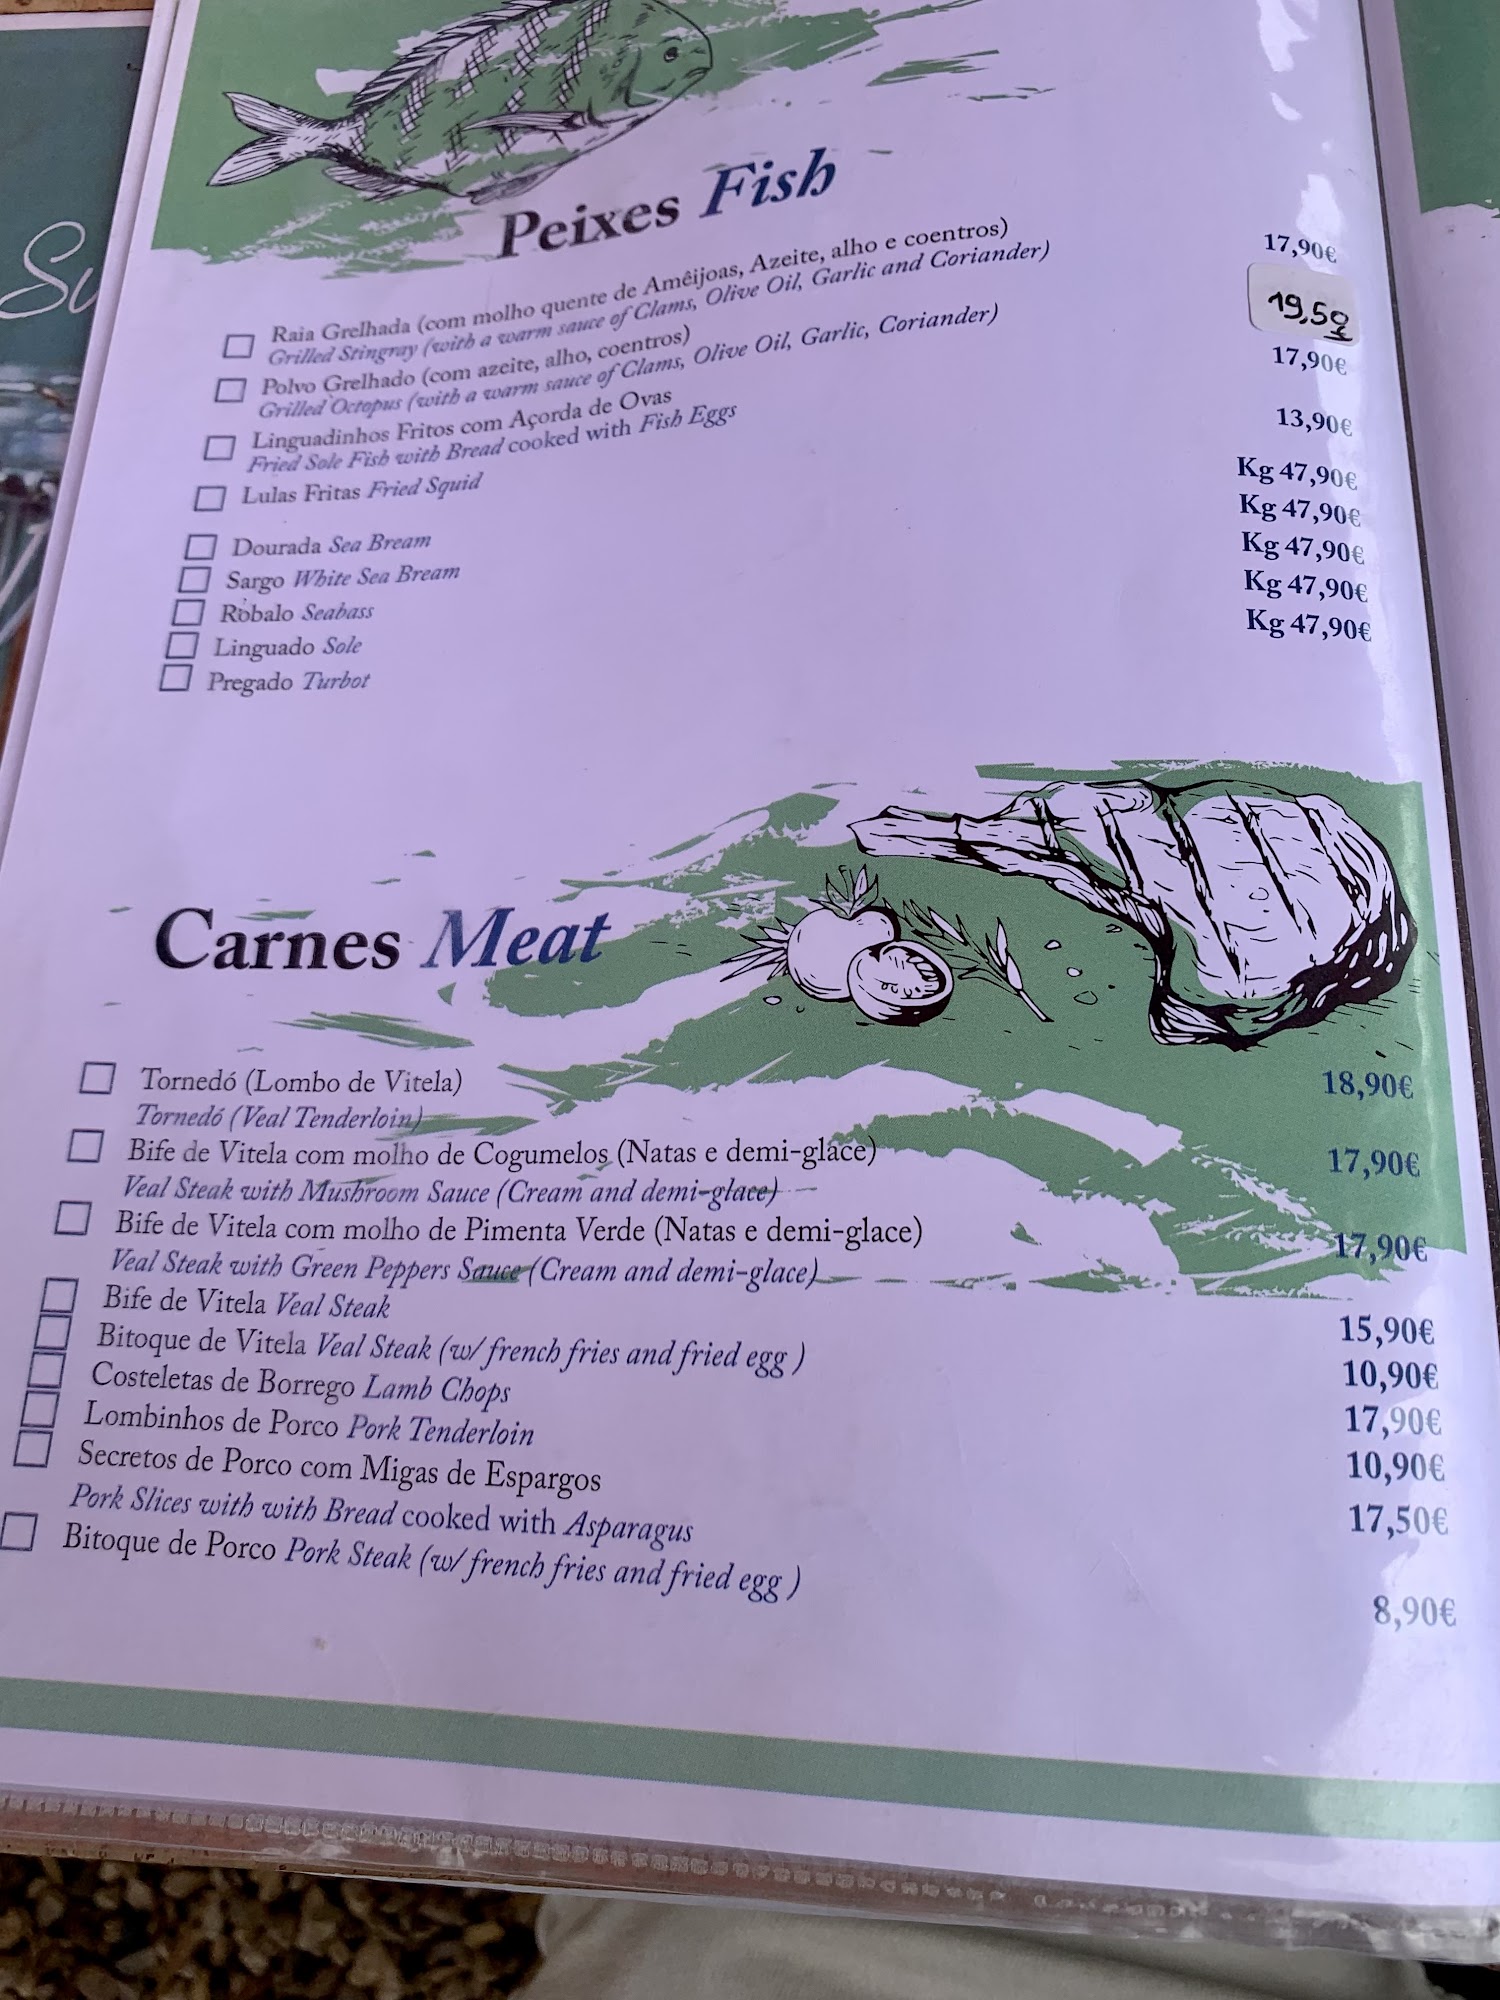 Peixes Fish
Raia Grelhada (com molho quente de Amêijoas, Azeite, alho e coentros) 17,90€
Grilled Stingray (with a warm sauce of Clams, Olive Oil, Garlic and Coriander)
Polvo Grelhado (com azeite, alho, coentros) 19,50
Grilled Octopus (with a warm sauce of Clams, Olive Oil, Garlic, Coriander)
Linguadinhos Fritos com Açorda de Ovas 17,90€
Fried Sole Fish with Bread cooked with Fish Eggs
Lulas Fritas Fried Squid 13,90€
Dourada Sea Bream Kg 47,90€
Sargo White Sea Bream Kg 47,90€
Robalo Seabass Kg 47,90€
Linguado Sole Kg 47,90€
Pregado Turbot Kg 47,90€
Carnes Meat
Tornedó (Lombo de Vitela) 18,90€
Tornedó (Veal Tenderloin)
Bife de Vitela com molho de Cogumelos (Natas e demi-glace) 17,90€
Veal Steak with Mushroom Sauce (Cream and demi-glace)
Bife de Vitela com molho de Pimenta Verde (Natas e demi-glace) 17,90€
Veal Steak with Green Peppers Sauce (Cream and demi-glace)
Bife de Vitela Veal Steak 15,90€
Bitoque de Vitela Veal Steak (w/ french fries and fried egg ) 10,90€
Costeletas de Borrego Lamb Chops 17,90€
Lombinhos de Porco Pork Tenderloin 10,90€
Secretos de Porco com Migas de Espargos 17,50€
Pork Slices with with Bread cooked with Asparagus
Bitoque de Porco Pork Steak (w/ french fries and fried egg ) 8,90€